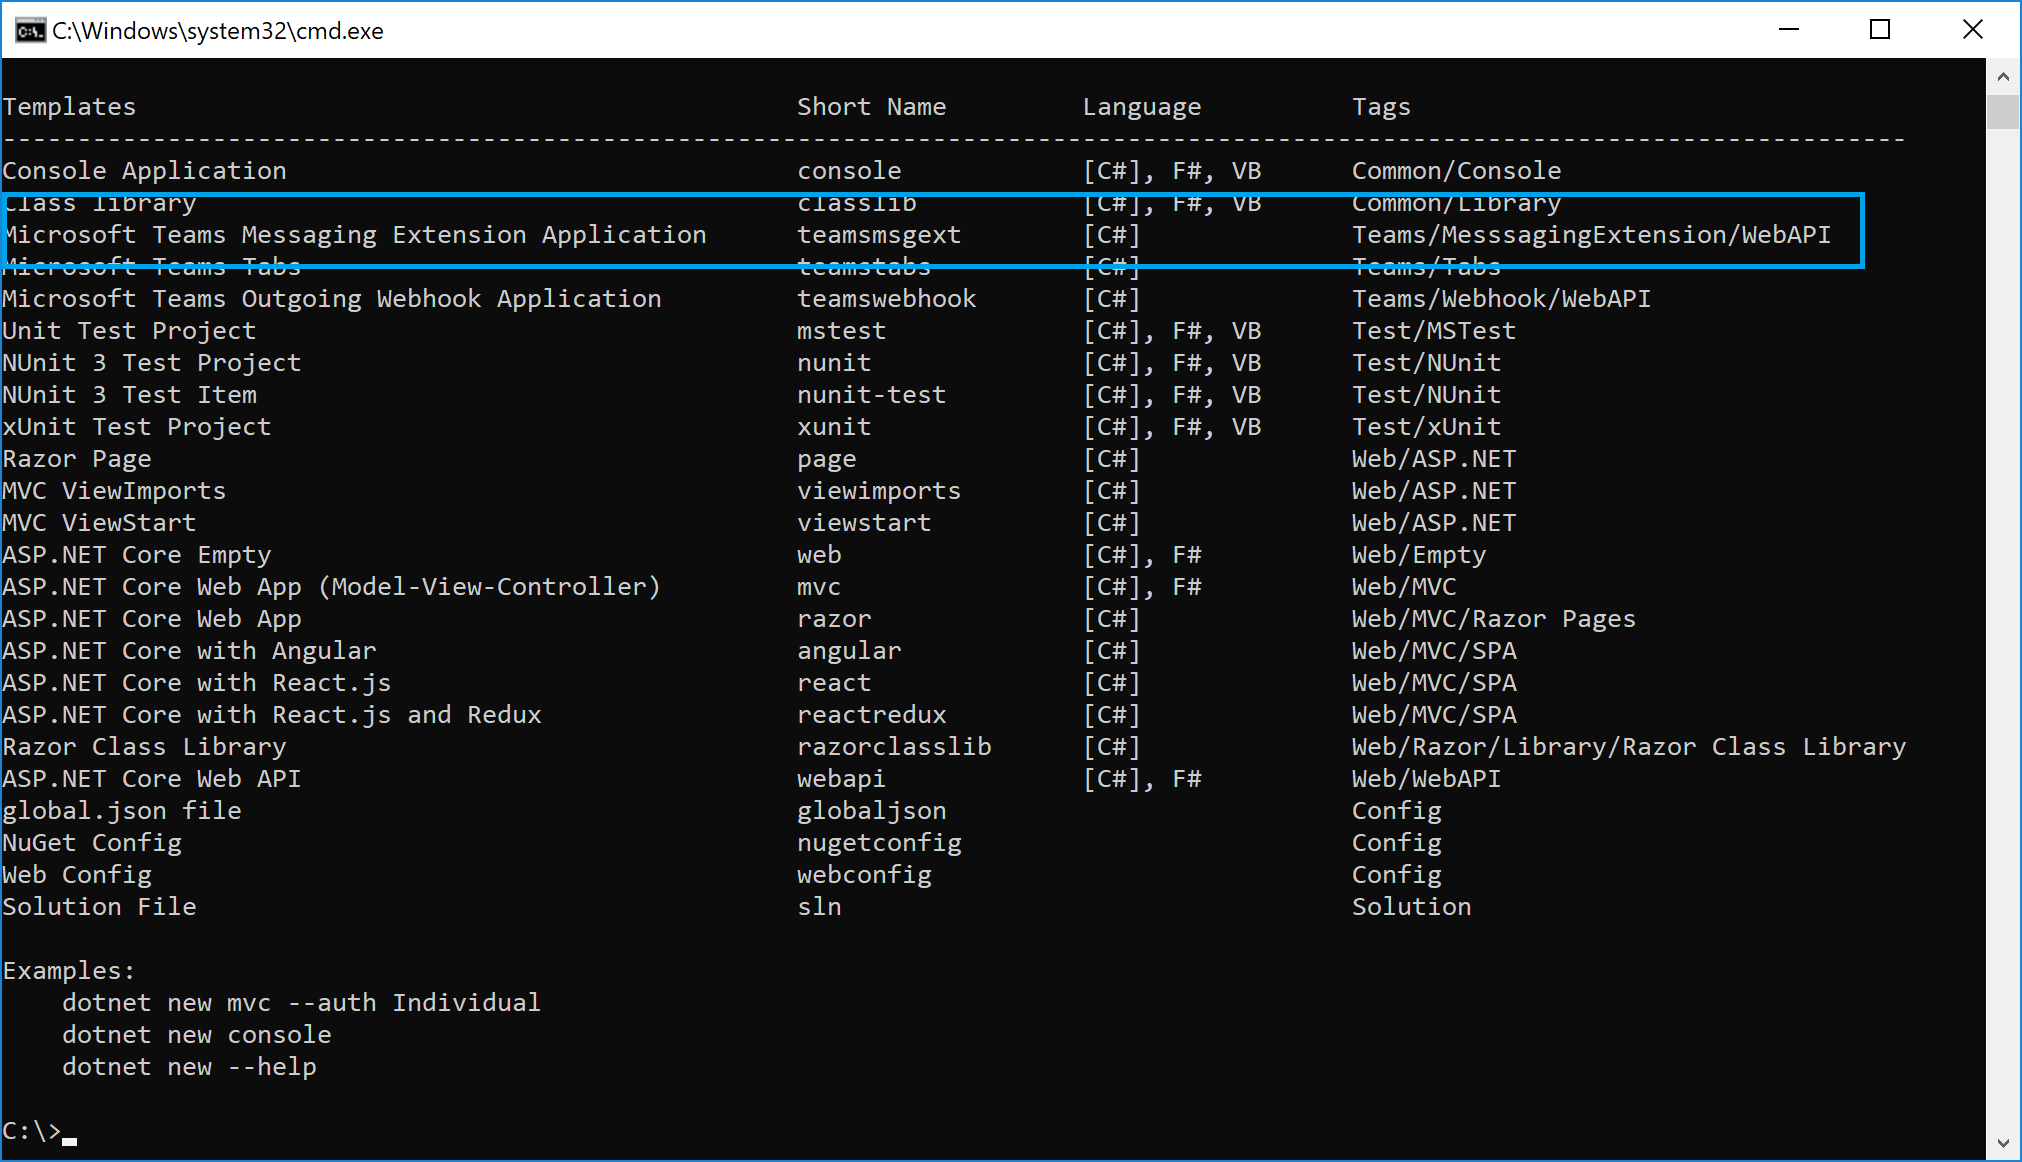 C:\Windows\system32\cmd.exe
Templates Short Name Language Tags
--------------------------------------------------------------------------------------------------------------------------------
Console Application console [C#], F#, VB Common/Console
Class library classlib [C#], F#, VB Common/Library
Microsoft Teams Messaging Extension Application teamsmsgext [C#] Teams/MesssagingExtension/WebAPI
Microsoft Teams Tabs teamstabs [C#] Teams/Tabs
Microsoft Teams Outgoing Webhook Application teamswebhook [C#] Teams/Webhook/WebAPI
Unit Test Project mstest [C#], F#, VB Test/MSTest
NUnit 3 Test Project nunit [C#], F#, VB Test/NUnit
NUnit 3 Test Item nunit-test [C#], F#, VB Test/NUnit
xUnit Test Project xunit [C#], F#, VB Test/xUnit
Razor Page page [C#] Web/ASP.NET
MVC ViewImports viewimports [C#] Web/ASP.NET
MVC ViewStart viewstart [C#] Web/ASP.NET
ASP.NET Core Empty web [C#], F# Web/Empty
ASP.NET Core Web App (Model-View-Controller) mvc [C#], F# Web/MVC
ASP.NET Core Web App razor [C#] Web/MVC/Razor Pages
ASP.NET Core with Angular angular [C#] Web/MVC/SPA
ASP.NET Core with React.js react [C#] Web/MVC/SPA
ASP.NET Core with React.js and Redux reactredux [C#] Web/MVC/SPA
Razor Class Library razorclasslib [C#] Web/Razor/Library/Razor Class Library
ASP.NET Core Web API webapi [C#], F# Web/WebAPI
global.json file globaljson Config
NuGet Config nugetconfig Config
Web Config webconfig Config
Solution File sln Solution
Examples:
dotnet new mvc --auth Individual
dotnet new console
dotnet new --help
C:\>